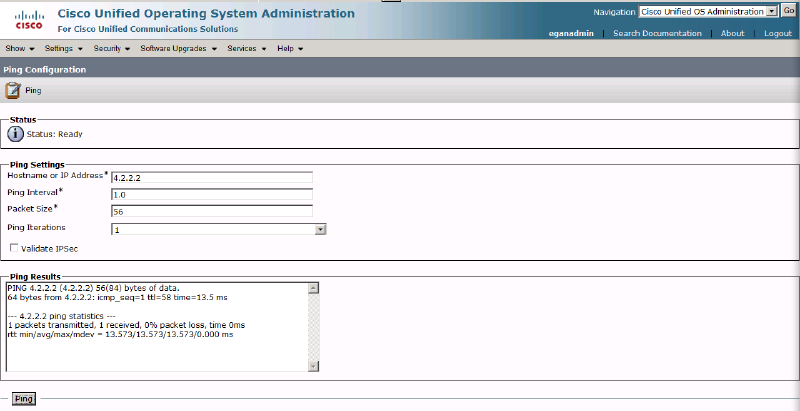 Cisco Unified Operating System Administration
For Cisco Unified Communications Solutions
CISCO
Navigation Cisco Unified OS Administration Go
eganadmin | Search Documentation | About | Logout
Show Settings Security Software Upgrades Services Help
Ping Configuration
Ping
Status
Status: Ready
Ping Settings
Hostname or IP Address* 4.2.2.2
Ping Interval* 1.0
Packet Size* 56
Ping Iterations 1
Validate IPSec
Ping Results
PING 4.2.2.2 (4.2.2.2) 56(84) bytes of data.
64 bytes from 4.2.2.2: icmp_seq=1 ttl=58 time=13.5 ms
--- 4.2.2.2 ping statistics ---
1 packets transmitted, 1 received, 0% packet loss, time 0ms
rtt min/avg/max/mdev = 13.573/13.573/13.573/0.000 ms
Ping